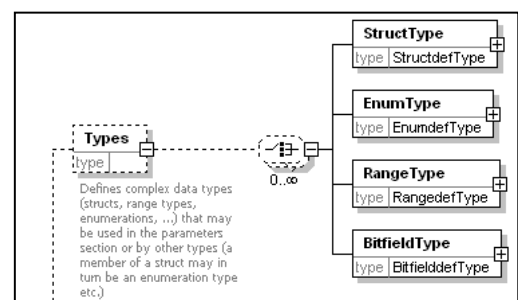 StructType
type StructdefType
EnumType
type EnumdefType
Types
type
0..∞
RangeType
type RangedefType
BitfieldType
type BitfielddefType
Defines complex data types
(structs, range types,
enumerations, ...) that may
be used in the parameters
section or by other types (a
member of a struct may in
turn be an enumeration type
etc.)